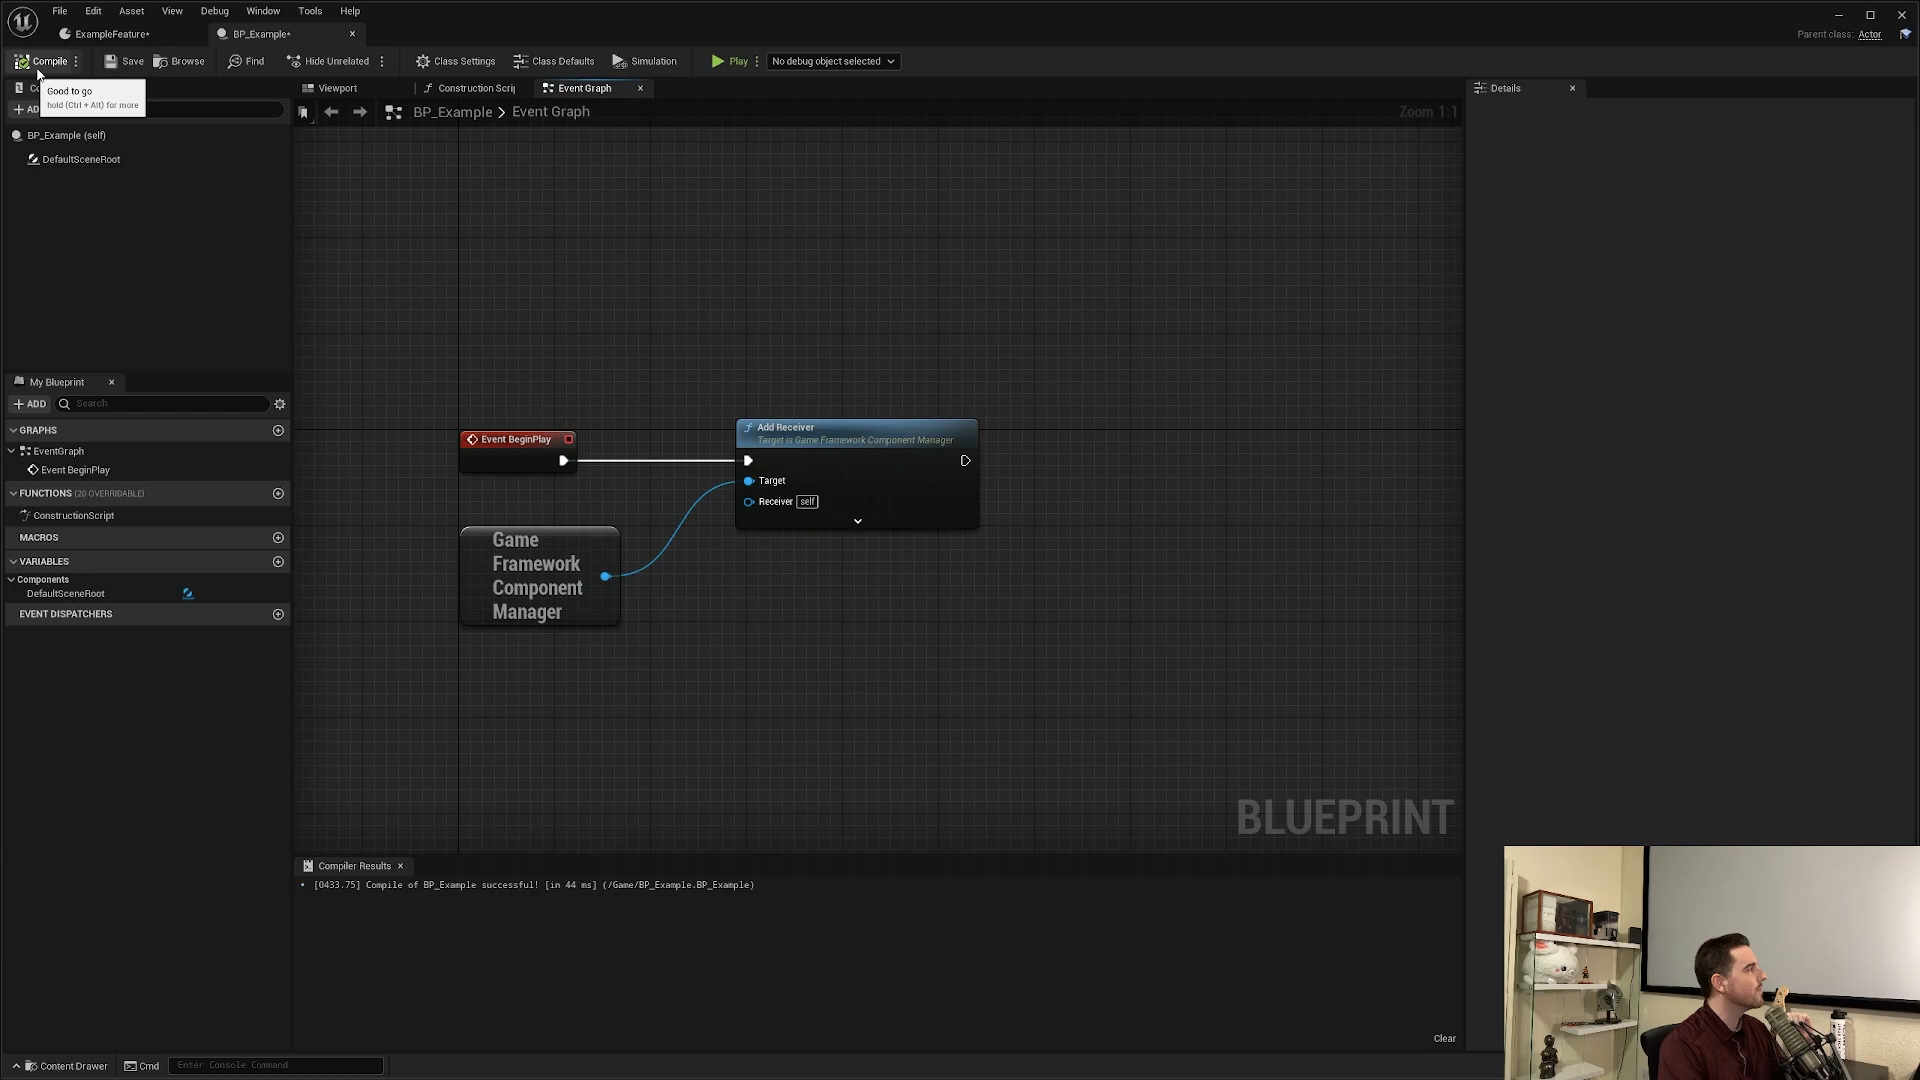 File Edit Asset View Debug Window Tools Help
ExampleFeature* BP_Example*
Parent class: Actor
Compile Save Browse Find Hide Unrelated Class Settings Class Defaults Simulation Play No debug object selected
Good to go
hold (Ctrl + Alt) for more
Viewport Construction Scrip Event Graph Details
BP_Example > Event Graph Zoom 1:1
BP_Example (self)
DefaultSceneRoot
My Blueprint
ADD Search
GRAPHS
EventGraph
Event BeginPlay
FUNCTIONS (20 OVERRIDABLE)
ConstructionScript
MACROS
VARIABLES
Components
DefaultSceneRoot
EVENT DISPATCHERS
Event BeginPlay
Add Receiver
Target is Game Framework Component Manager
Target
Receiver self
Game
Framework
Component
Manager
BLUEPRINT
Compiler Results
[0433.75] Compile of BP_Example successful! [in 44 ms] (/Game/BP_Example.BP_Example)
Clear
Content Drawer Cmd Enter Console Command